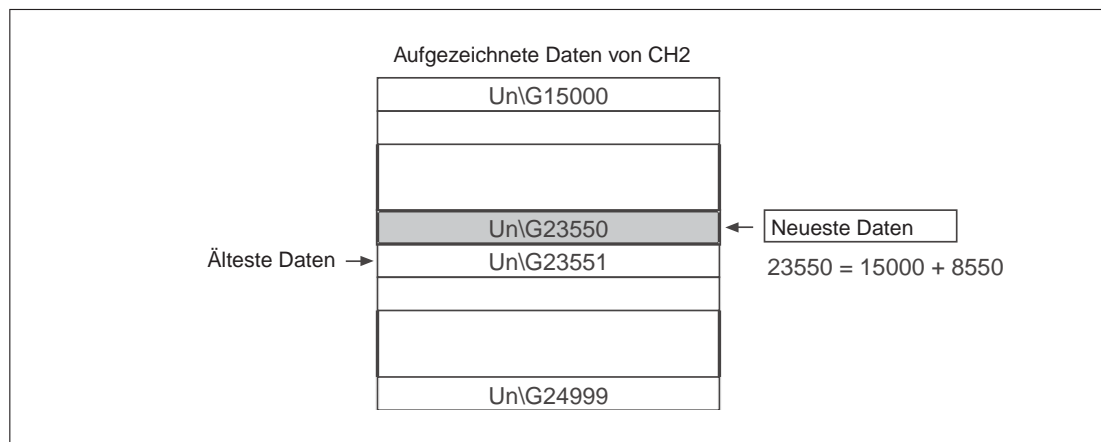 Aufgezeichnete Daten von CH2
Un\G15000
Un\G23550
Neueste Daten
Älteste Daten
Un\G23551
23550 = 15000 + 8550
Un\G24999